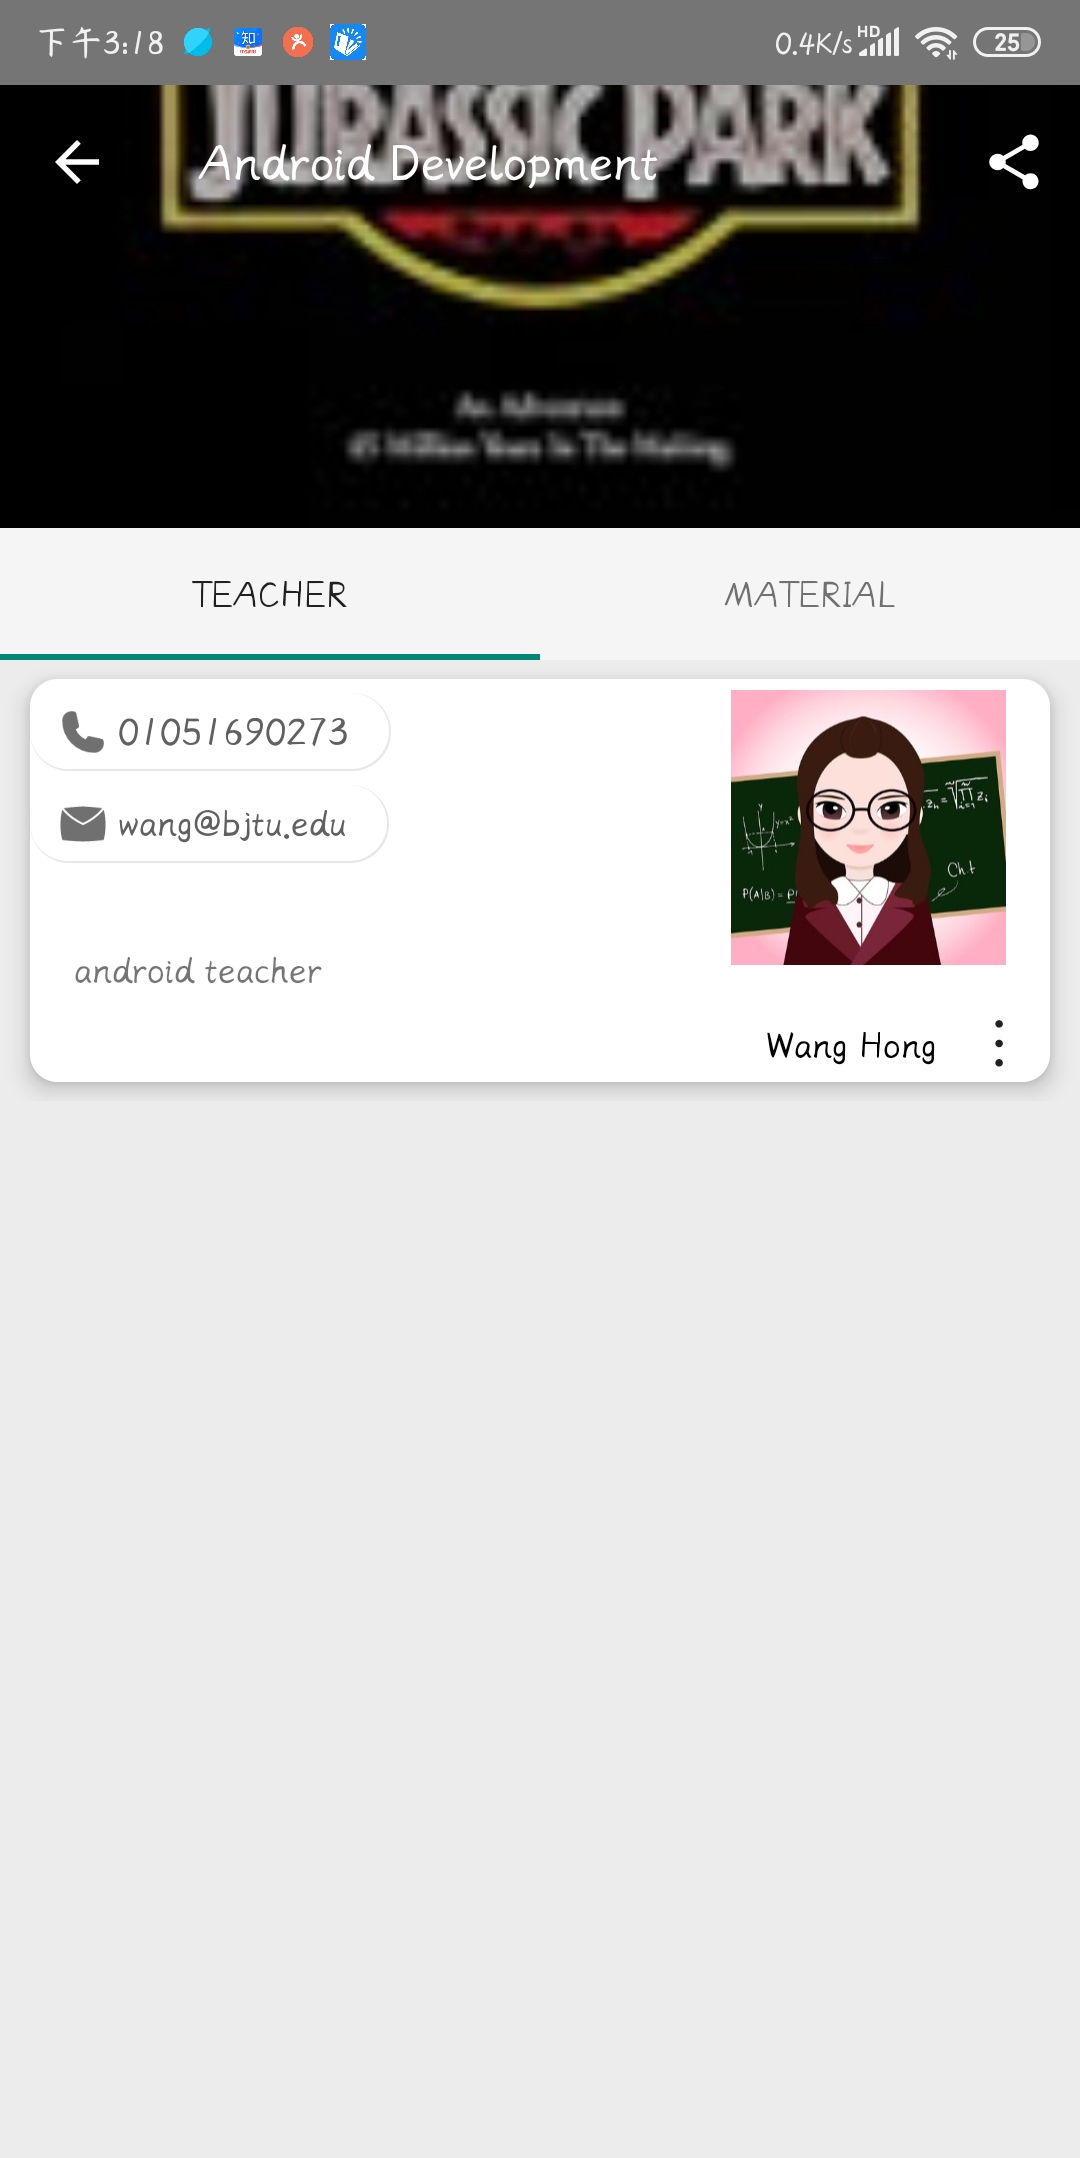 下午3:18
知
0.4K/s
HD
25
JURASSIC PARK
Android Development
An Adventure
65 Million Years In The Making.
TEACHER
MATERIAL
01051690273
wang@bjtu.edu
android teacher
Ch.t
Wang Hong